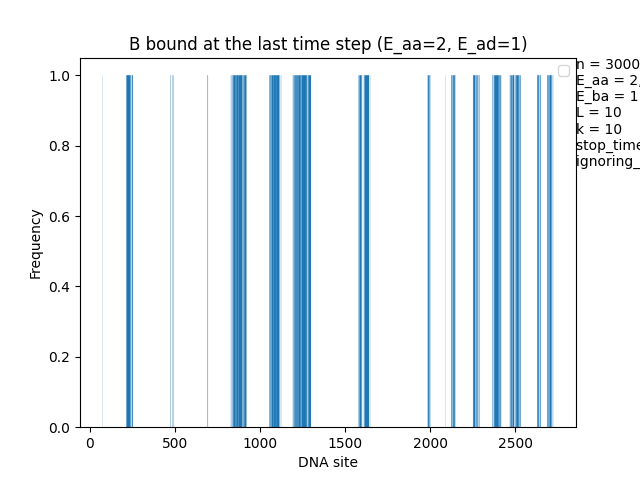 B bound at the last time step (E_aa=2, E_ad=1)
n = 3000
E_aa = 2,
E_ba = 1
L = 10
k = 10
stop_time
ignoring_
1.0
0.8
0.6
0.4
0.2
0.0
Frequency
0 500 1000 1500 2000 2500
DNA site